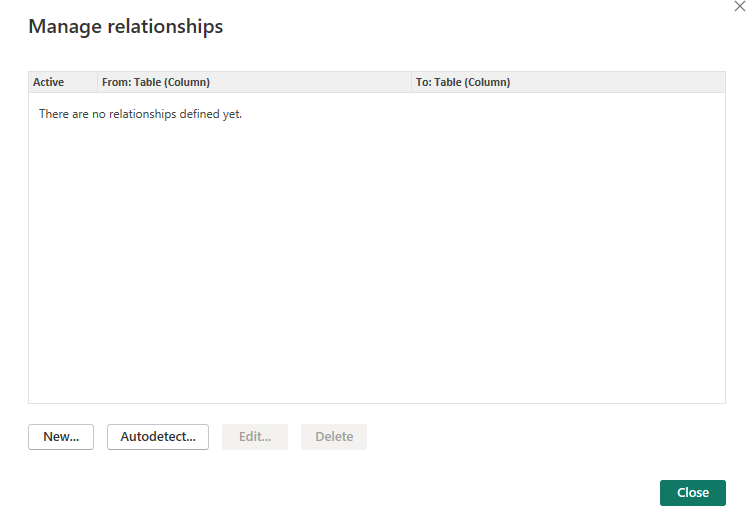 Manage relationships
Active From: Table (Column) To: Table (Column)
There are no relationships defined yet.
New... Autodetect... Edit... Delete
Close